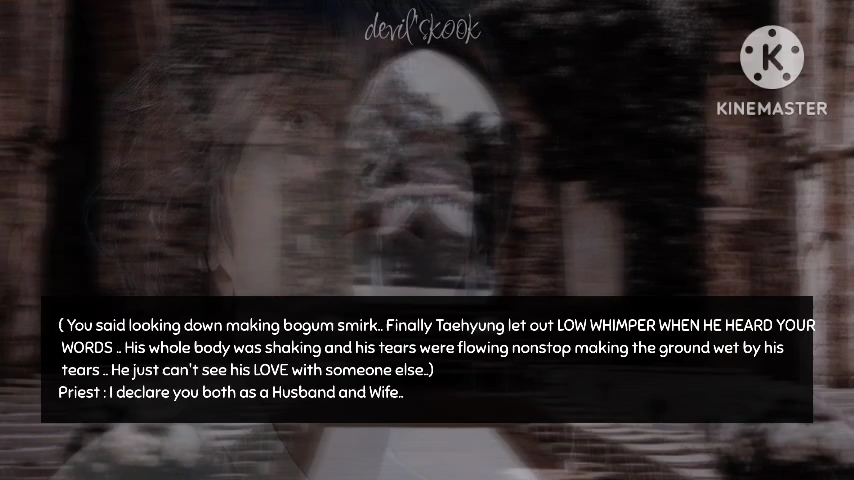 devil'skook
K
KINEMASTER
( You said looking down making bogum smirk.. Finally Taehyung let out LOW WHIMPER WHEN HE HEARD YOUR
WORDS .. His whole body was shaking and his tears were flowing nonstop making the ground wet by his
tears .. He just can't see his LOVE with someone else..)
Priest : I declare you both as a Husband and Wife..